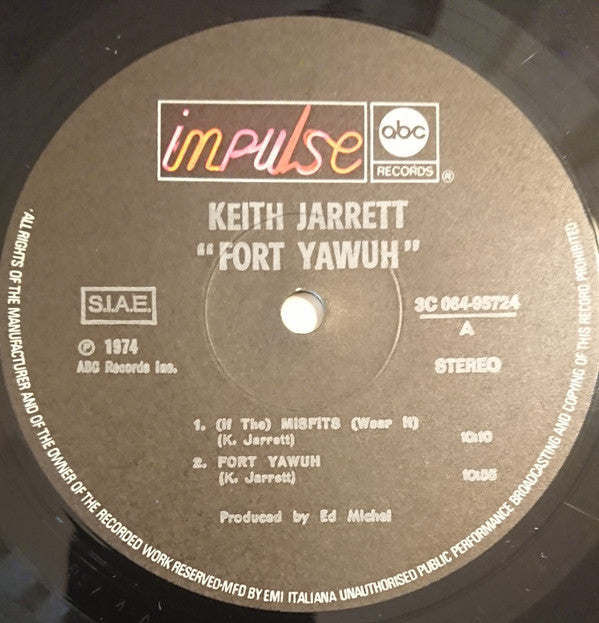 impulse
abc
RECORDS ®
KEITH JARRETT
"FORT YAWUH"
S.I.A.E.
3C 064-95724
A
℗ 1974
ABC Records Inc.
STEREO
1. (If The) MISFITS (Wear It) 10:10
(K. Jarrett)
2. FORT YAWUH 10:55
(K. Jarrett)
Produced by Ed Michel
·ALL RIGHTS OF THE MANUFACTURER AND OF THE OWNER OF THE RECORDED WORK RESERVED-MFD BY EMI ITALIANA UNAUTHORISED PUBLIC PERFORMANCE BROADCASTING AND COPYING OF THIS RECORD PROHIBITED·